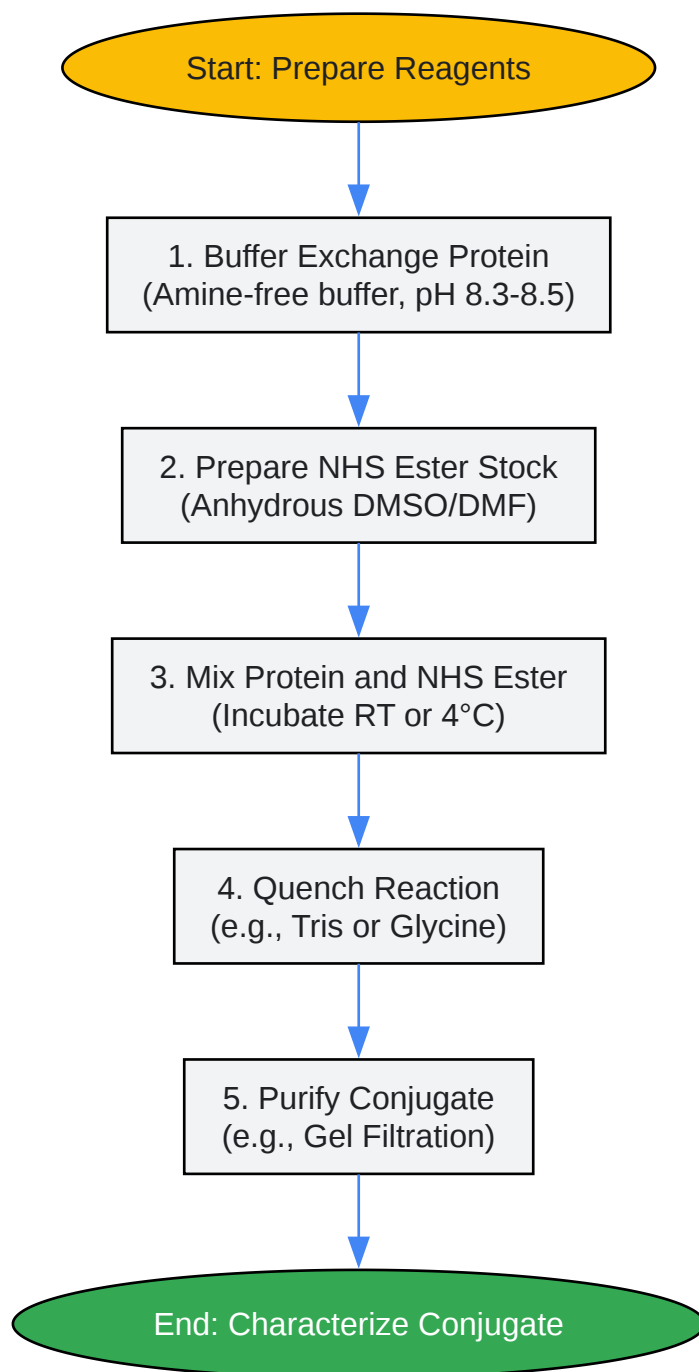 Start: Prepare Reagents
1. Buffer Exchange Protein
(Amine-free buffer, pH 8.3-8.5)
2. Prepare NHS Ester Stock
(Anhydrous DMSO/DMF)
3. Mix Protein and NHS Ester
(Incubate RT or 4°C)
4. Quench Reaction
(e.g., Tris or Glycine)
5. Purify Conjugate
(e.g., Gel Filtration)
End: Characterize Conjugate